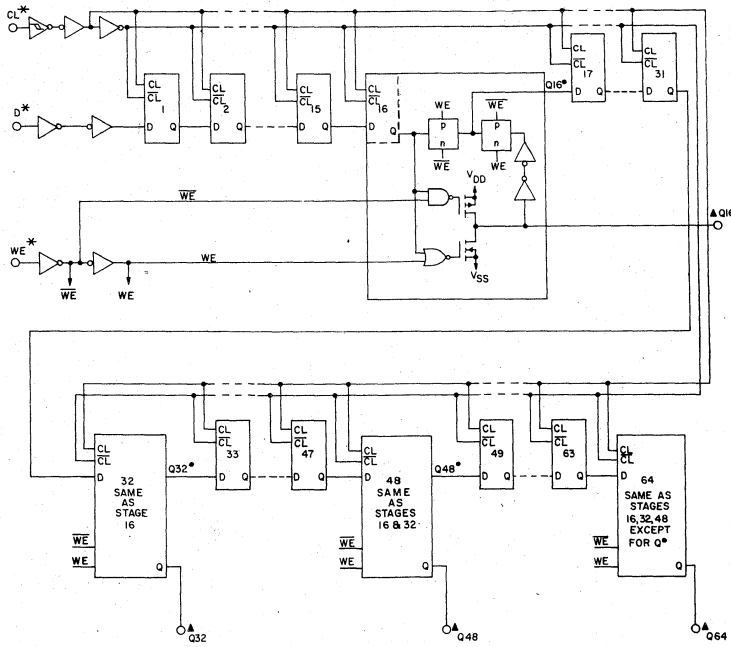 CL*
CL
CL
1
D Q
CL
CL
2
D Q
CL
CL
15
D Q
CL
CL
16
D Q
Q16•
CL
CL
17
D Q
CL
CL
31
D Q
D*
WE
p
n
WE
WE
p
n
WE
VDD
VSS
WE
WE*
WE
WE
WE
▲ Q16
CL
CL
D
32
SAME
AS
STAGE
16
WE
WE
Q
▲
Q32
Q32•
CL
CL
33
D Q
CL
CL
47
D Q
CL
CL
D
48
SAME
AS
STAGES
16 & 32
WE
WE
Q
▲
Q48
Q48•
CL
CL
49
D Q
CL
CL
63
D Q
CL
CL
D
64
SAME AS
STAGES
16,32,48
EXCEPT
FOR Q•
WE
WE
Q
▲
Q64